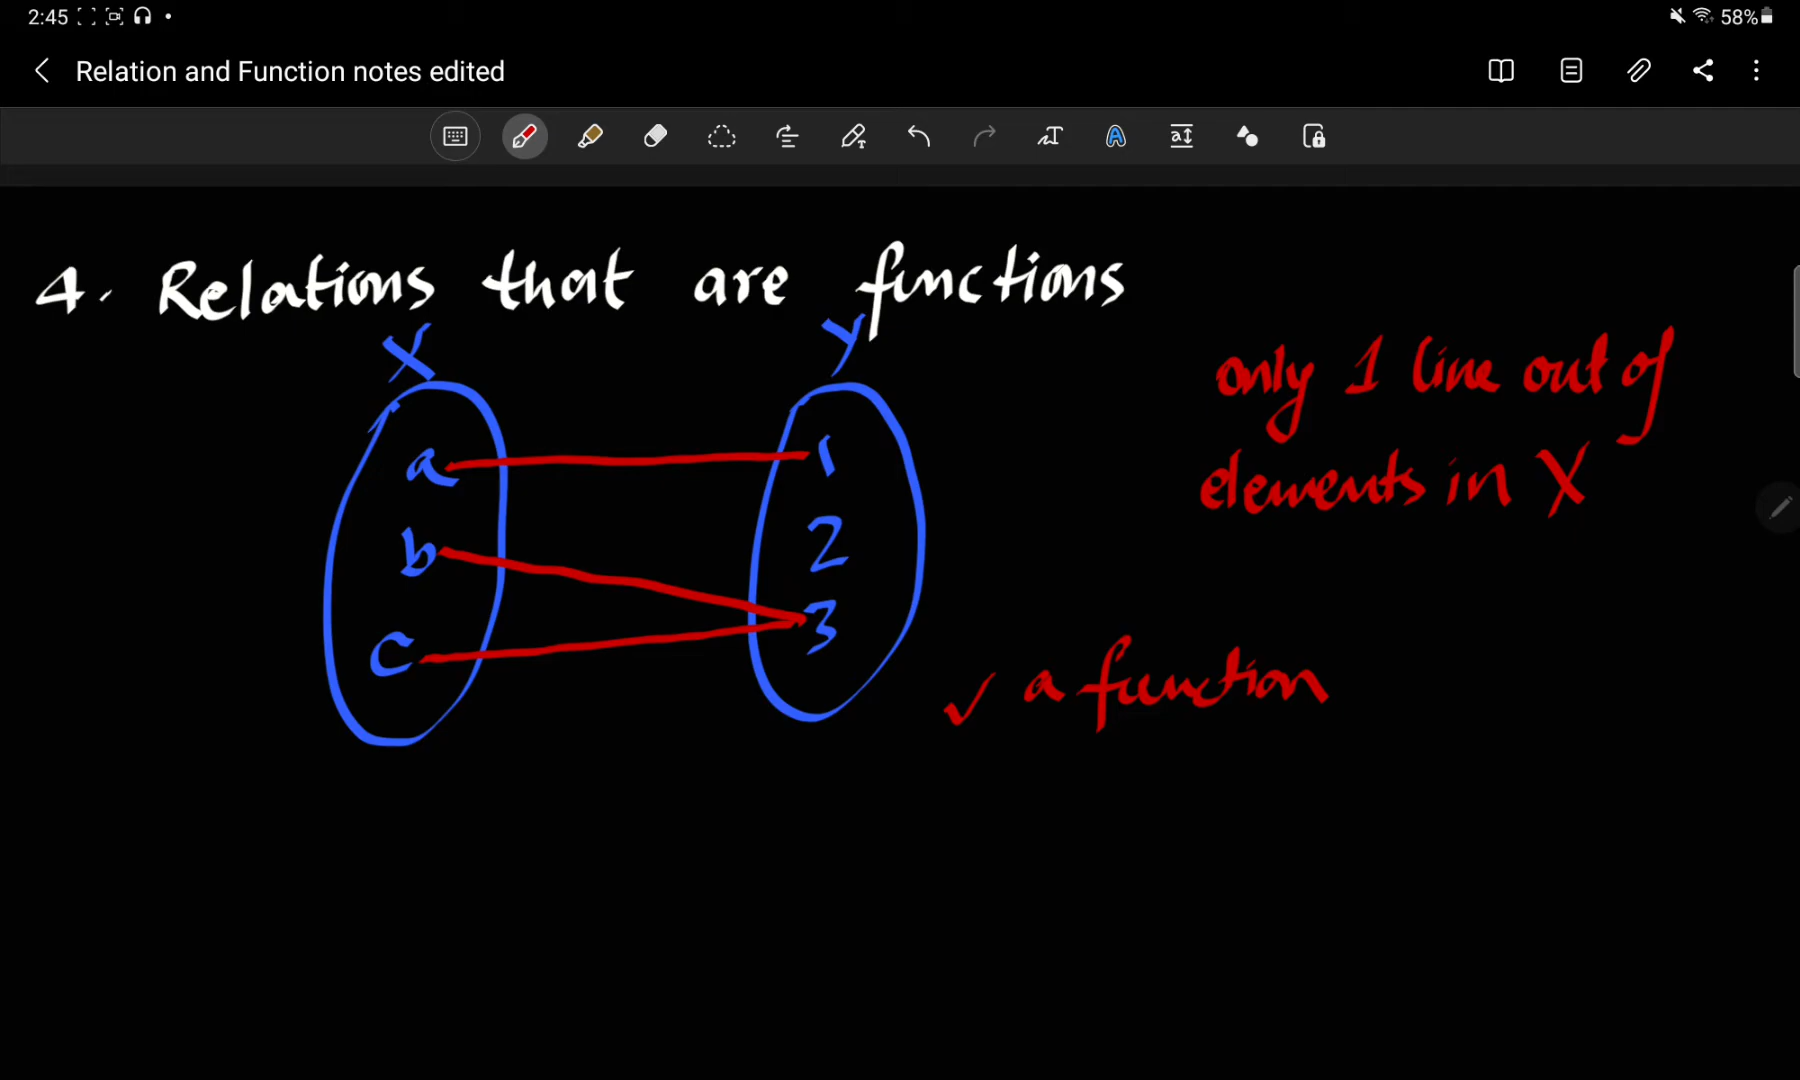 2:45
58%
Relation and Function notes edited
4. Relations that are functions
X
Y
only 1 line out of
elements in X
a
1
b
2
c
3
✓ a function